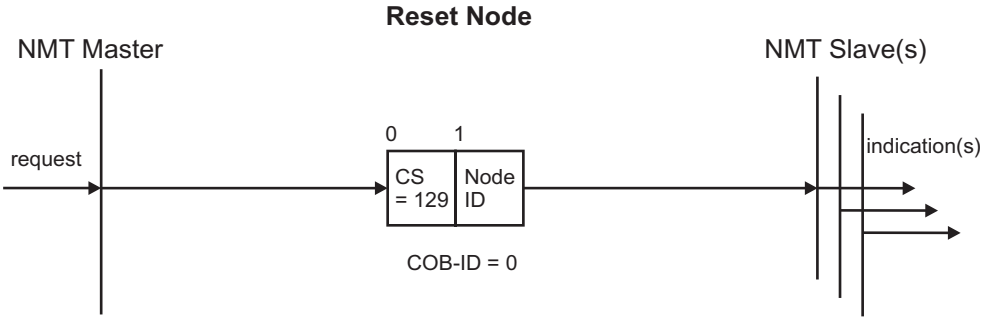 Reset Node
NMT Master
NMT Slave(s)
0
1
request
indication(s)
CS
= 129
Node
ID
COB-ID = 0